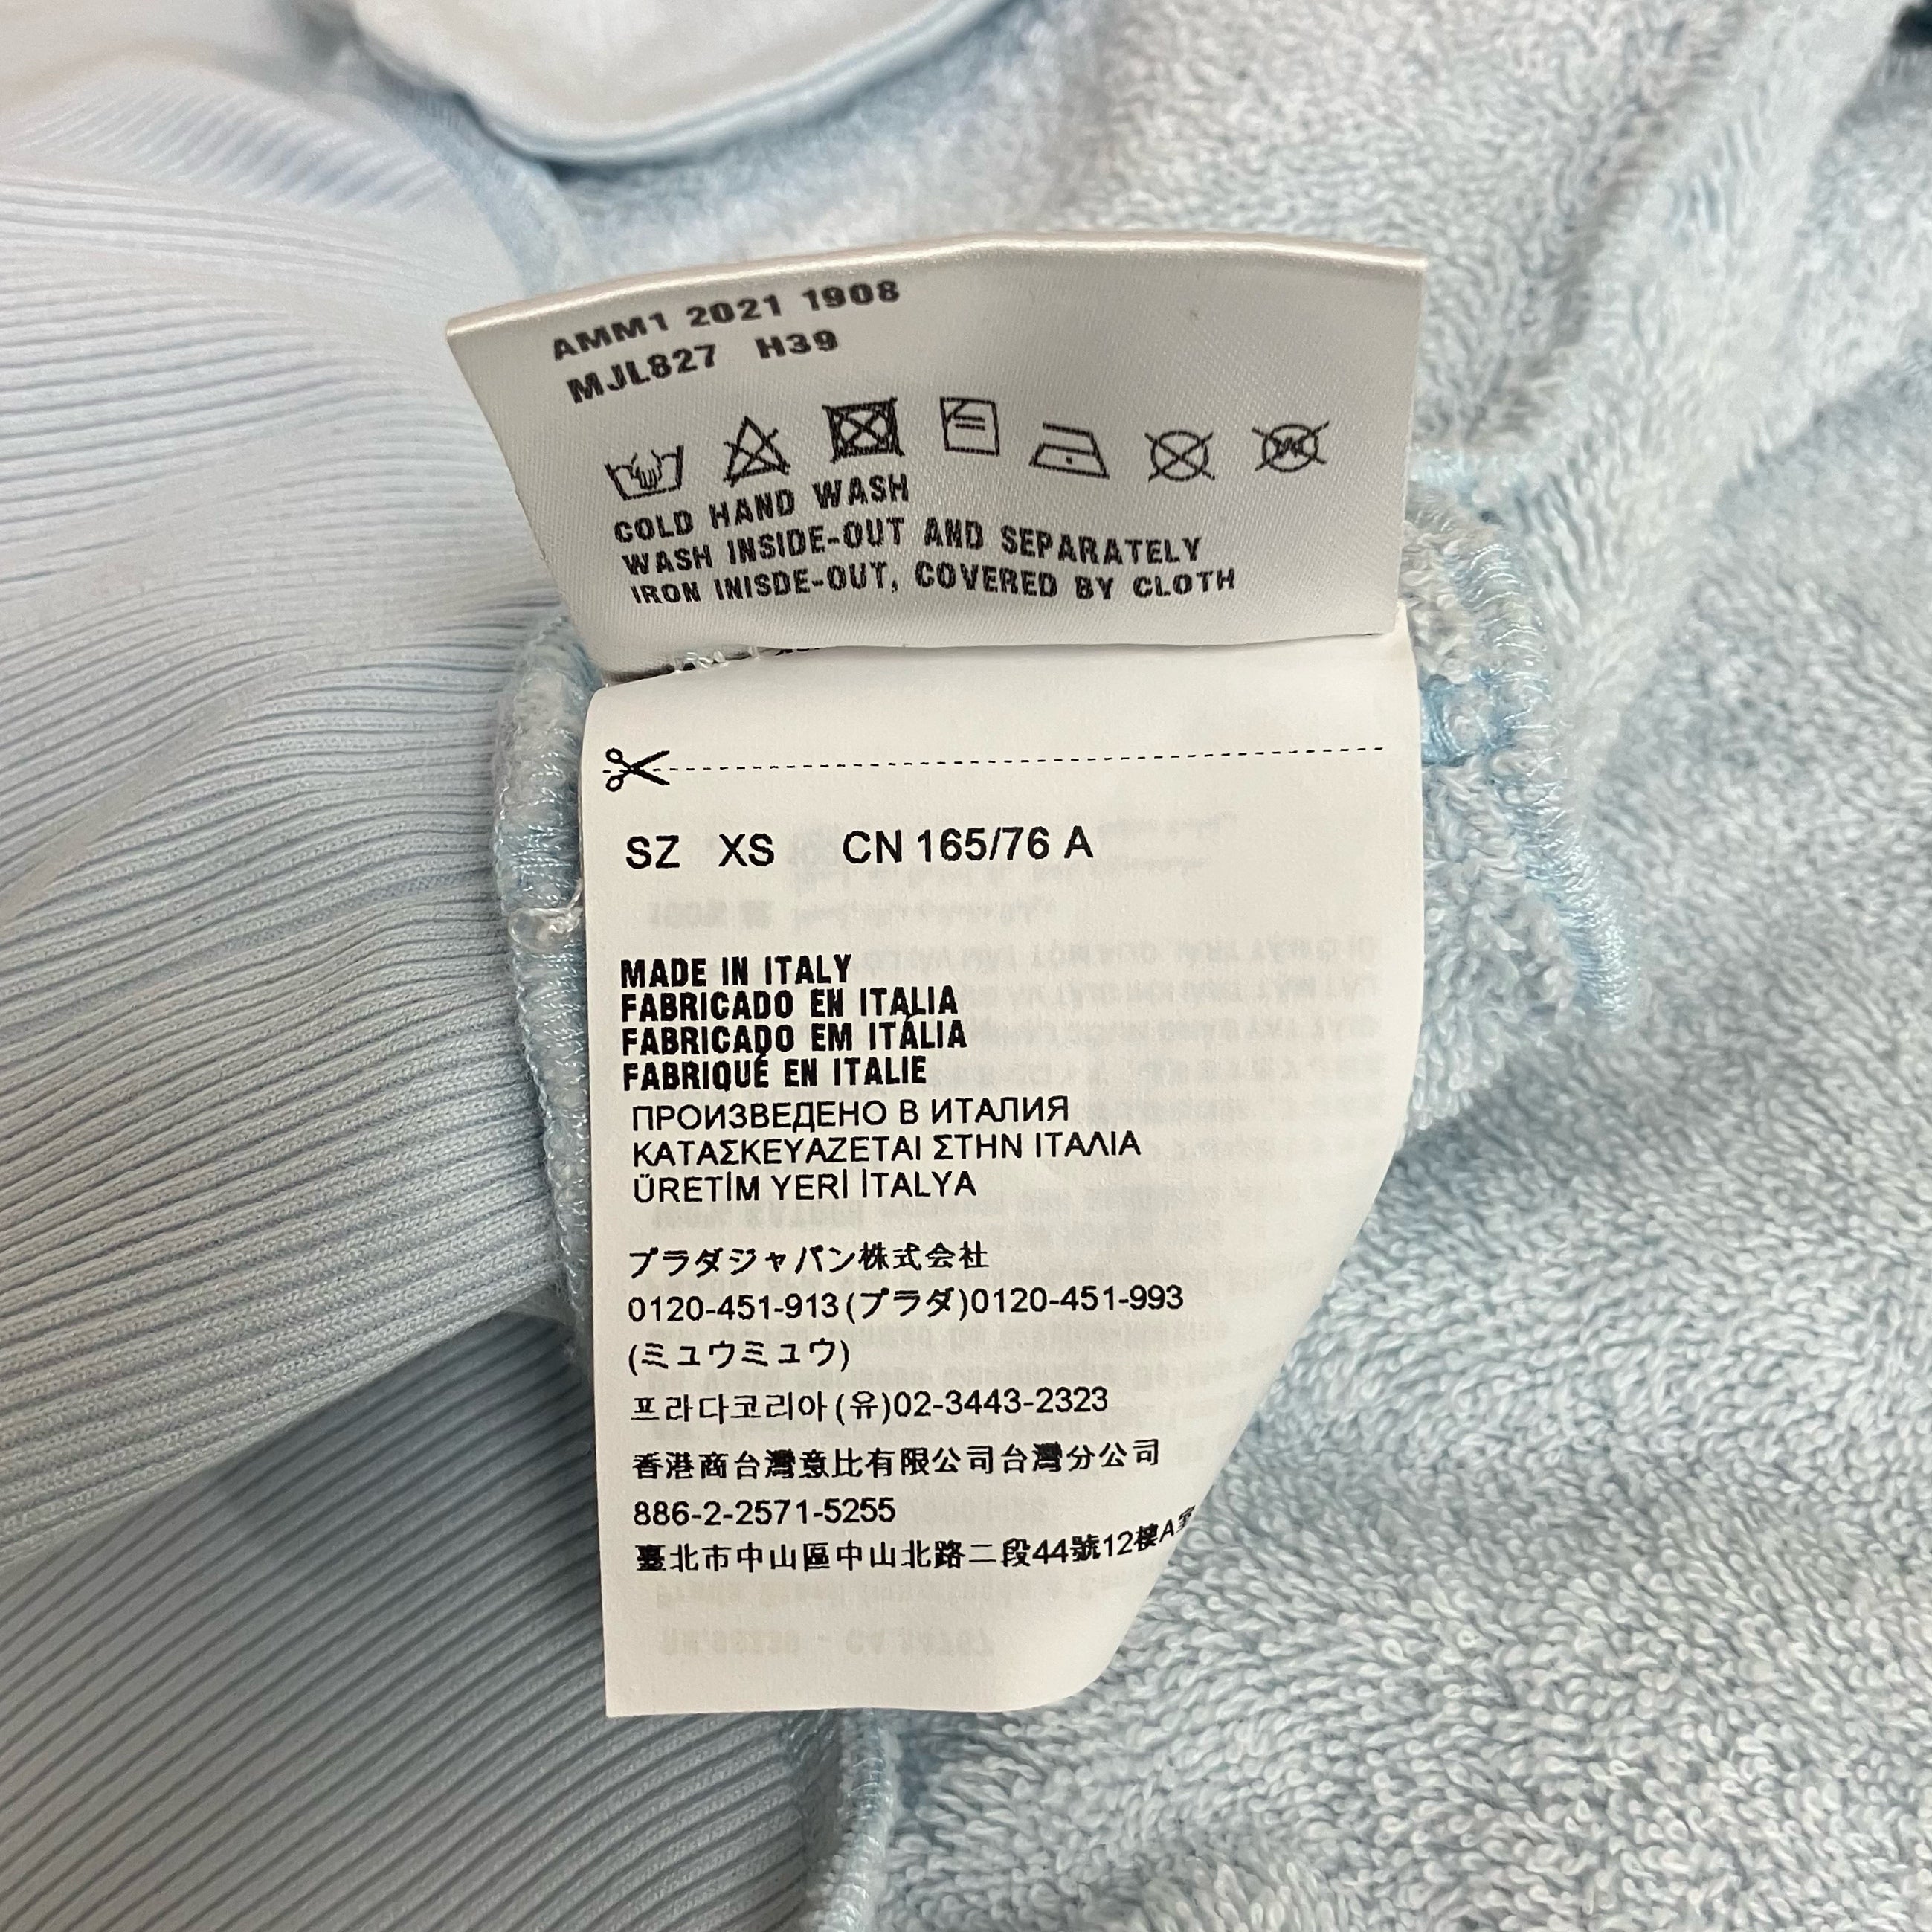 AMM1 2021 1908
MJL827 H39
COLD HAND WASH
WASH INSIDE-OUT AND SEPARATELY
IRON INISDE-OUT, COVERED BY CLOTH
SZ XS CN 165/76 A
MADE IN ITALY
FABRICADO EN ITALIA
FABRICADO EM ITÁLIA
FABRIQUÉ EN ITALIE
ПРОИЗВЕДЕНО В ИТАЛИЯ
ΚΑΤΑΣΚΕΥΑΖΕΤΑΙ ΣΤΗΝ ΙΤΑΛΙΑ
ÜRETİM YERİ İTALYA
プラダジャパン株式会社
0120-451-913(プラダ)0120-451-993
(ミュウミュウ)
프라다코리아(유)02-3443-2323
香港商台灣意比有限公司台灣分公司
886-2-2571-5255
臺北市中山區中山北路二段44號12樓A室